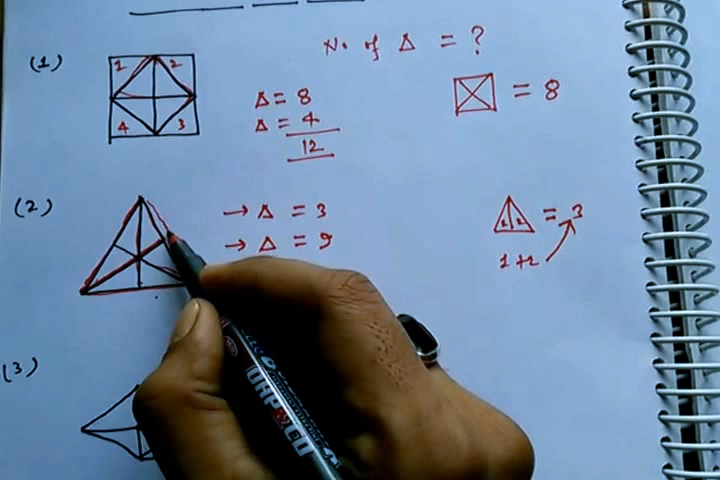 No. of Δ = ?
(1)
1 2
4 3
Δ = 8
Δ = 4
12
= 8
(2)
→ Δ = 3
→ Δ = 9
1 2 = 3
1+2
(3)